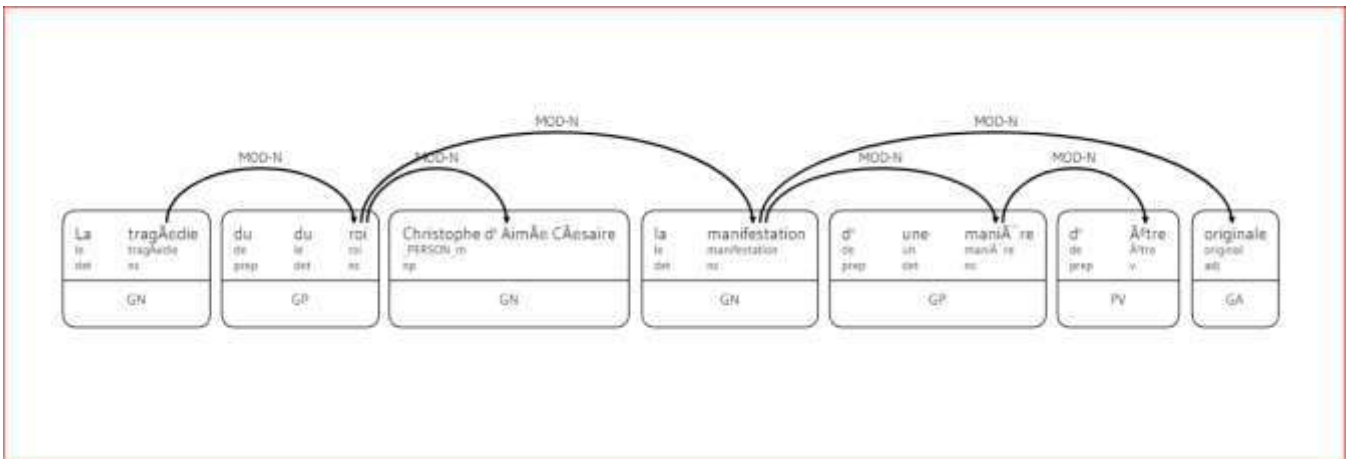 MOD-N MOD-N
MOD-N MOD-N MOD-N MOD-N
La tragÃ©die du du roi Christophe d' AimÃ© CÃ©saire la manifestation d' une maniÃ¨re d' Ãªtre originale
le tragÃ©die de le roi _PERSON_m le manifestation de un maniÃ¨re de Ãªtre original
det nc prep det nc np det nc prep det nc prep v adj
GN GP GN GN GP PV GA